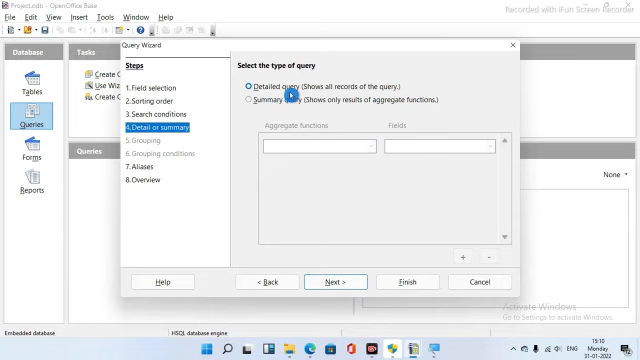 Project.odb - OpenOffice Base
Recorded with iFun Screen Recorder
File Edit View Insert Tools Window Help
Database
Tasks
Tables
Queries
Forms
Reports
Create
Use Wiz
Create
Queries
None
Query Wizard
Steps
1. Field selection
2. Sorting order
3. Search conditions
4. Detail or summary
5. Grouping
6. Grouping conditions
7. Aliases
8. Overview
Select the type of query
Detailed query (Shows all records of the query.)
Summary query (Shows only results of aggregate functions.)
Aggregate functions
Fields
+ -
Help
< Back
Next >
Finish
Cancel
Activate Windows
Go to Settings to activate Windows.
Embedded database
HSQL database engine
ENG
15:10
Monday
31-01-2022